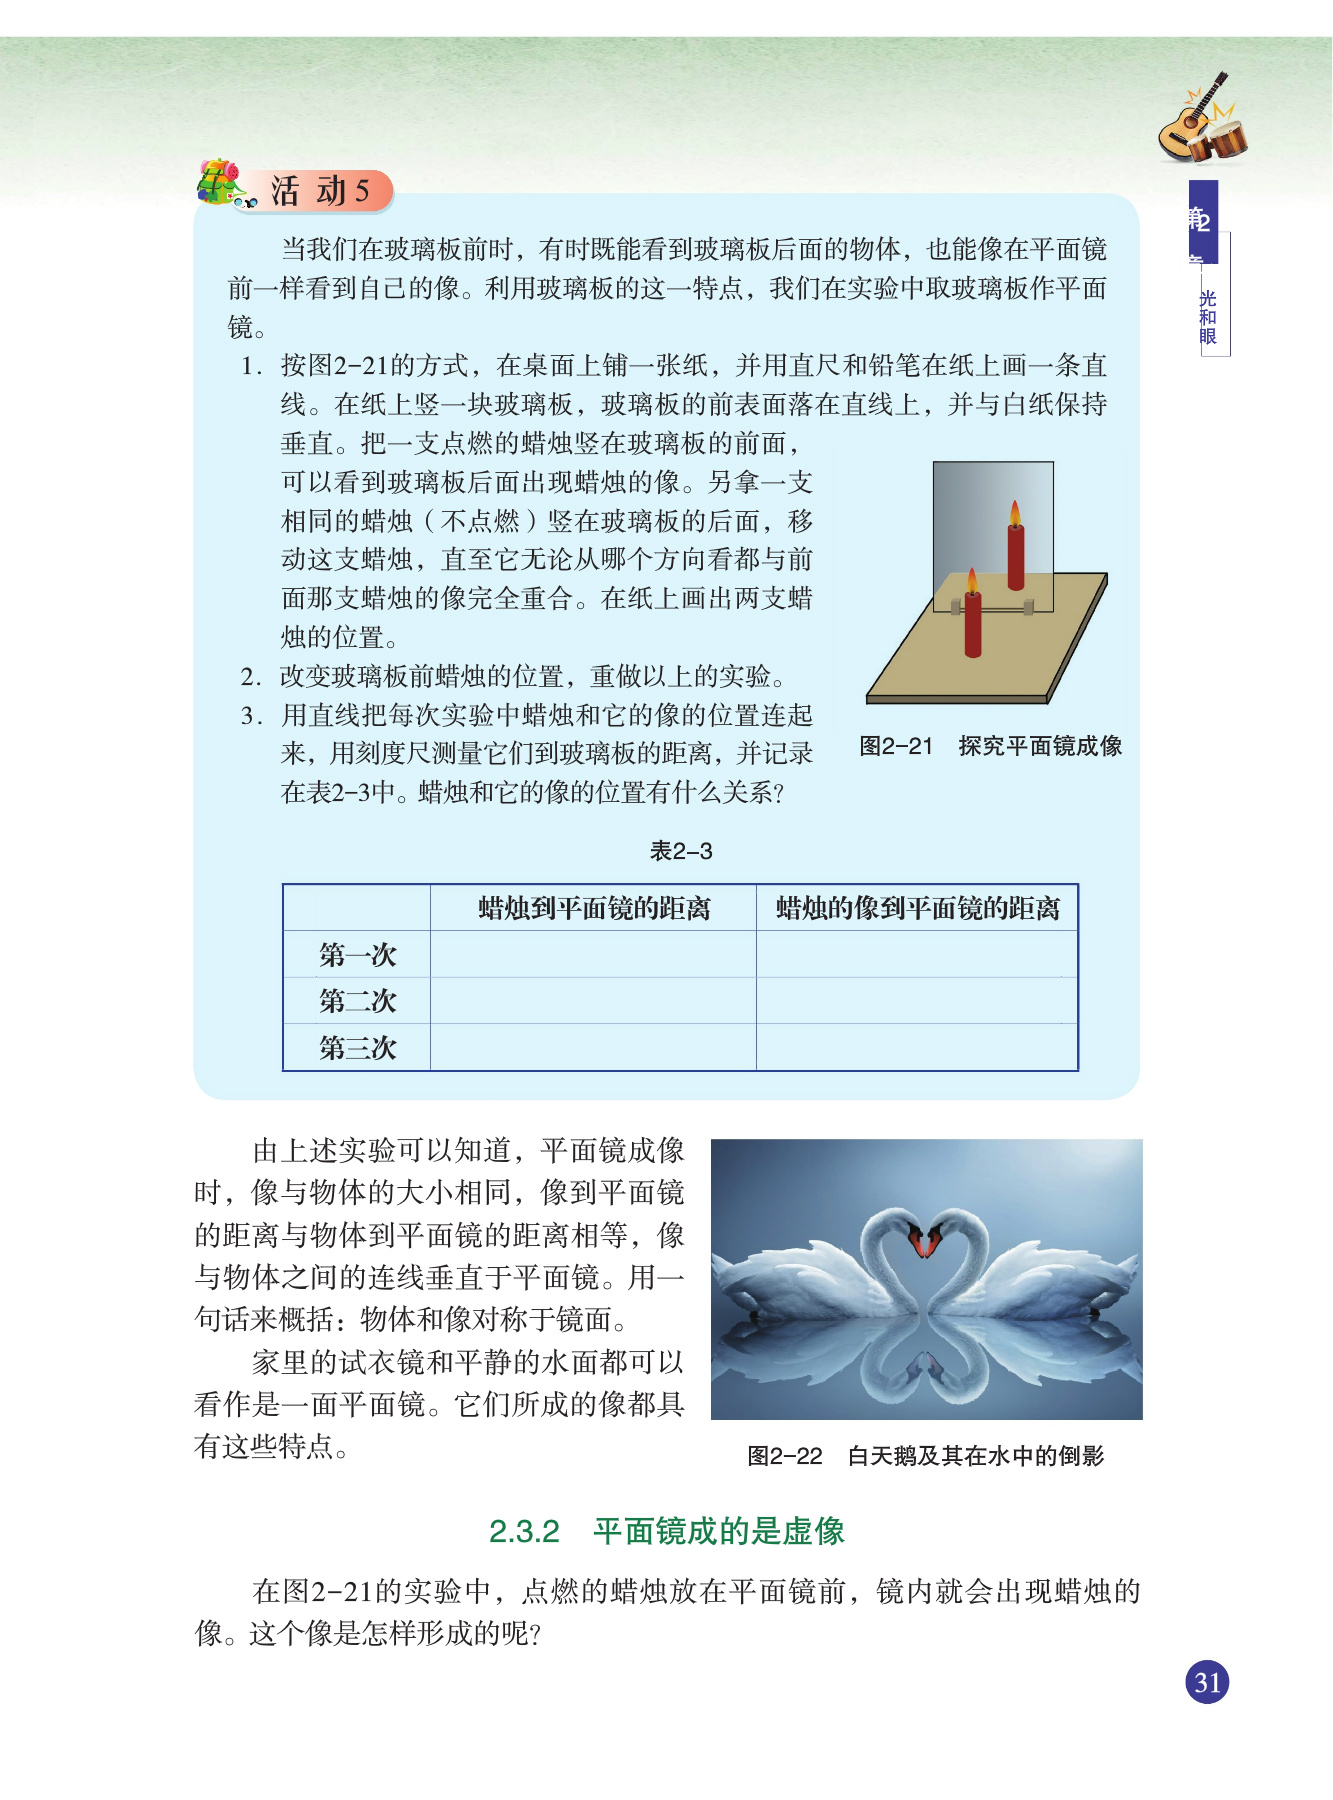 活 动 5
当我们在玻璃板前时，有时既能看到玻璃板后面的物体，也能像在平面镜
前一样看到自己的像。利用玻璃板的这一特点，我们在实验中取玻璃板作平面
镜。
1. 按图2-21的方式，在桌面上铺一张纸，并用直尺和铅笔在纸上画一条直
线。在纸上竖一块玻璃板，玻璃板的前表面落在直线上，并与白纸保持
垂直。把一支点燃的蜡烛竖在玻璃板的前面，
可以看到玻璃板后面出现蜡烛的像。另拿一支
相同的蜡烛（不点燃）竖在玻璃板的后面，移
动这支蜡烛，直至它无论从哪个方向看都与前
面那支蜡烛的像完全重合。在纸上画出两支蜡
烛的位置。
2. 改变玻璃板前蜡烛的位置，重做以上的实验。
3. 用直线把每次实验中蜡烛和它的像的位置连起
来，用刻度尺测量它们到玻璃板的距离，并记录
在表2-3中。蜡烛和它的像的位置有什么关系？
图2-21 探究平面镜成像
表2-3
蜡烛到平面镜的距离 蜡烛的像到平面镜的距离
第一次
第二次
第三次
由上述实验可以知道，平面镜成像
时，像与物体的大小相同，像到平面镜
的距离与物体到平面镜的距离相等，像
与物体之间的连线垂直于平面镜。用一
句话来概括：物体和像对称于镜面。
家里的试衣镜和平静的水面都可以
看作是一面平面镜。它们所成的像都具
有这些特点。
图2-22 白天鹅及其在水中的倒影
2.3.2 平面镜成的是虚像
在图2-21的实验中，点燃的蜡烛放在平面镜前，镜内就会出现蜡烛的
像。这个像是怎样形成的呢？
第2章
光和眼
31